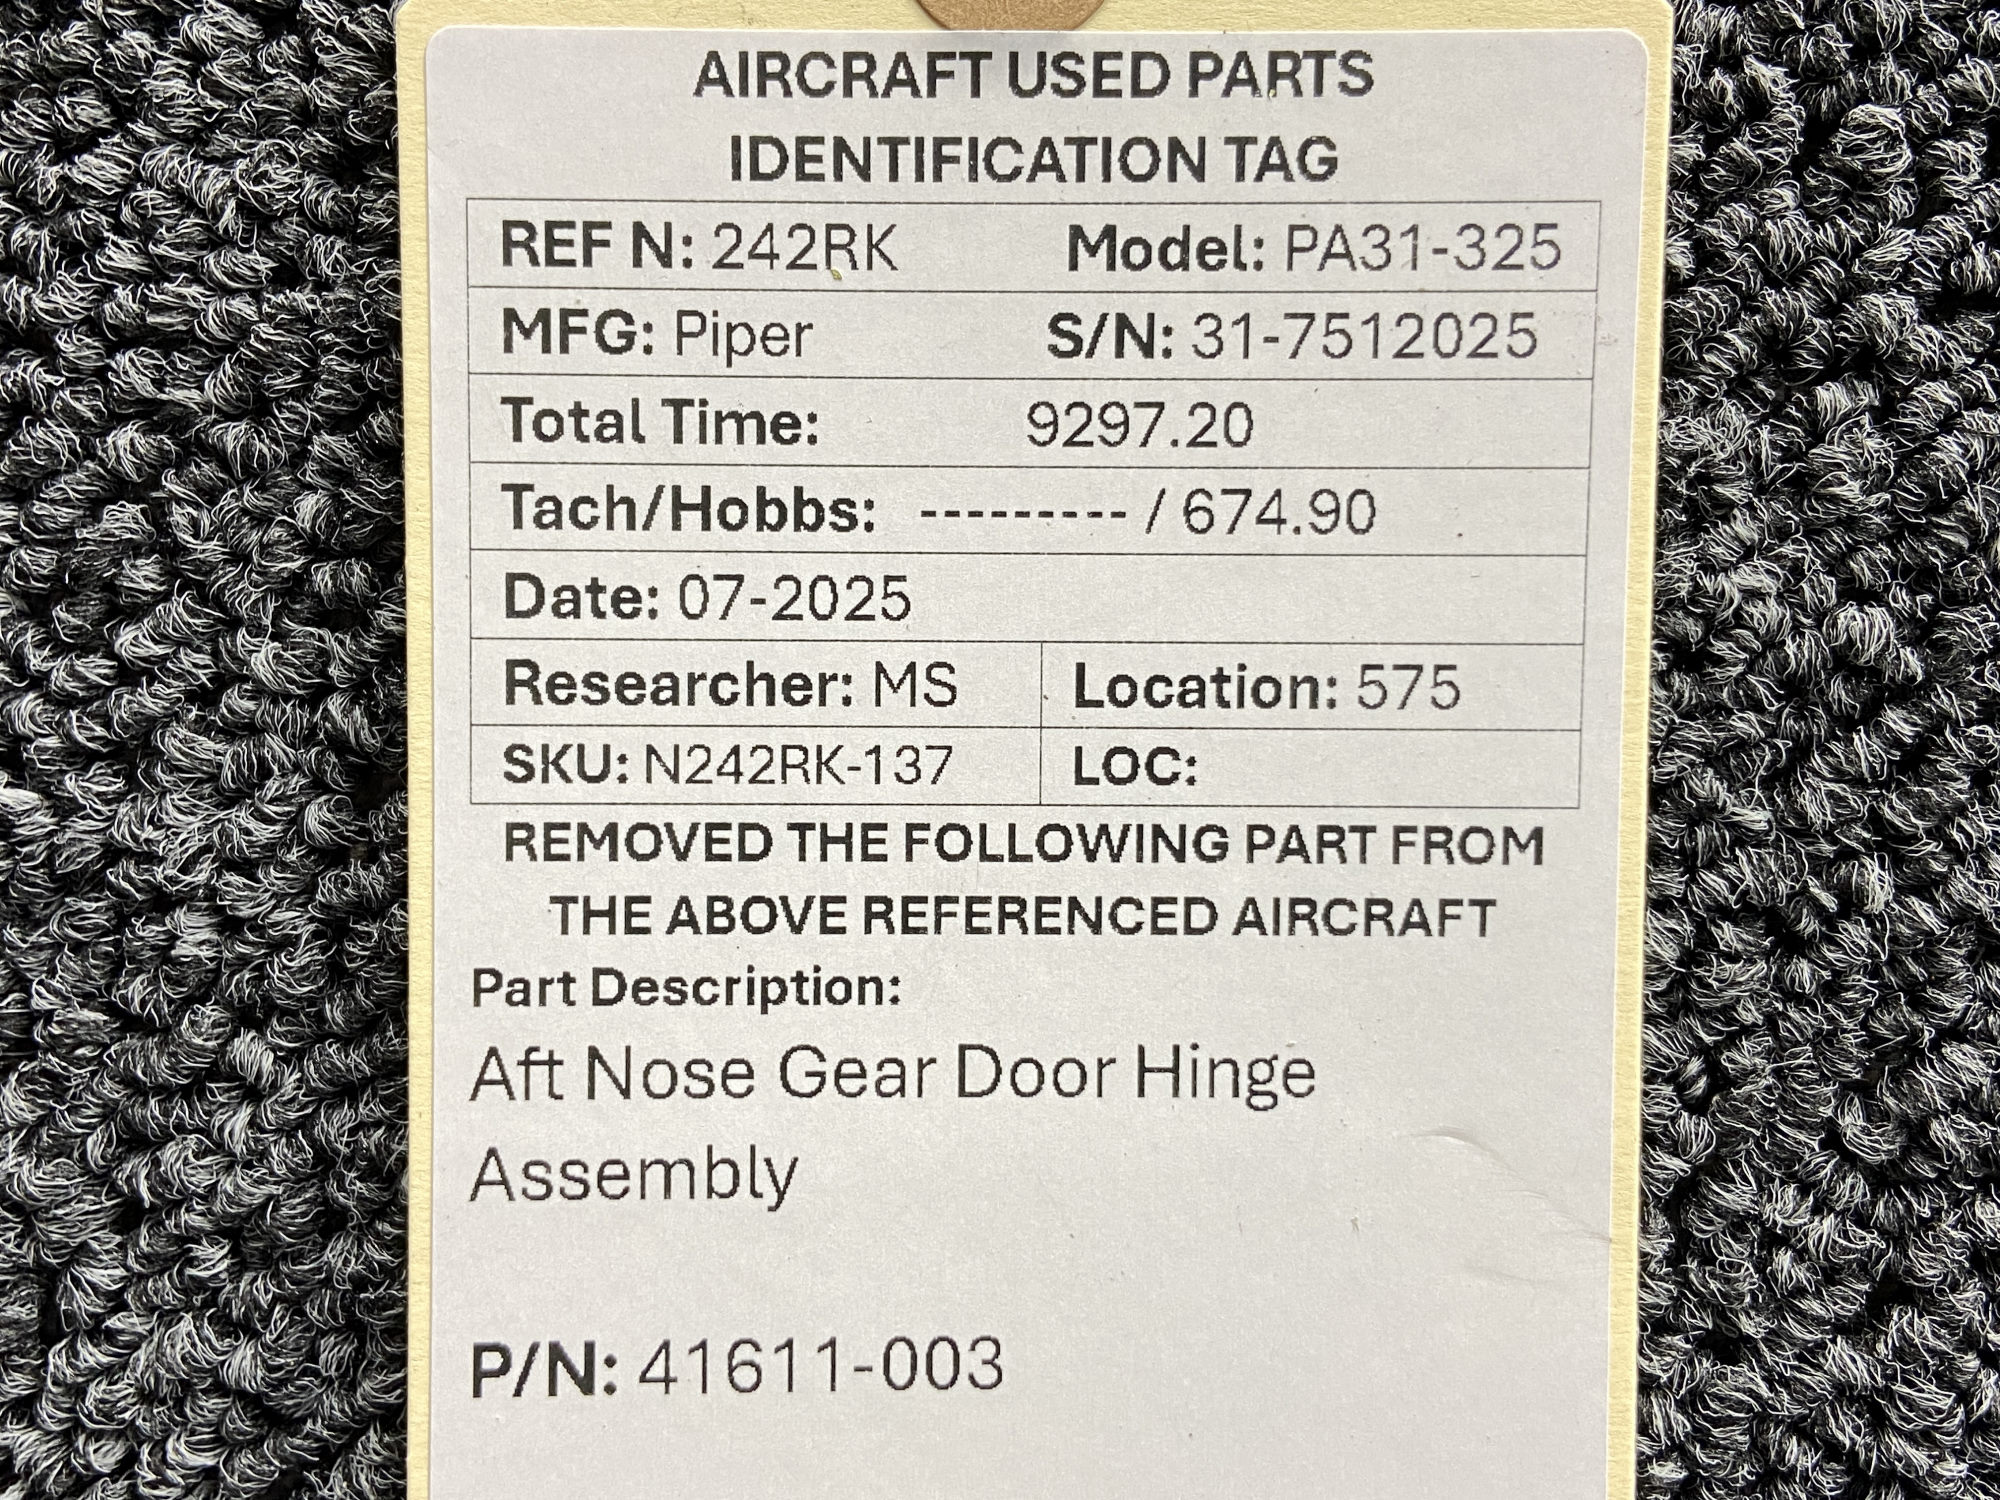 AIRCRAFT USED PARTS
IDENTIFICATION TAG
REF N: 242RK Model: PA31-325
MFG: Piper S/N: 31-7512025
Total Time: 9297.20
Tach/Hobbs: --------- / 674.90
Date: 07-2025
Researcher: MS Location: 575
SKU: N242RK-137 LOC:
REMOVED THE FOLLOWING PART FROM
THE ABOVE REFERENCED AIRCRAFT
Part Description:
Aft Nose Gear Door Hinge
Assembly
P/N: 41611-003